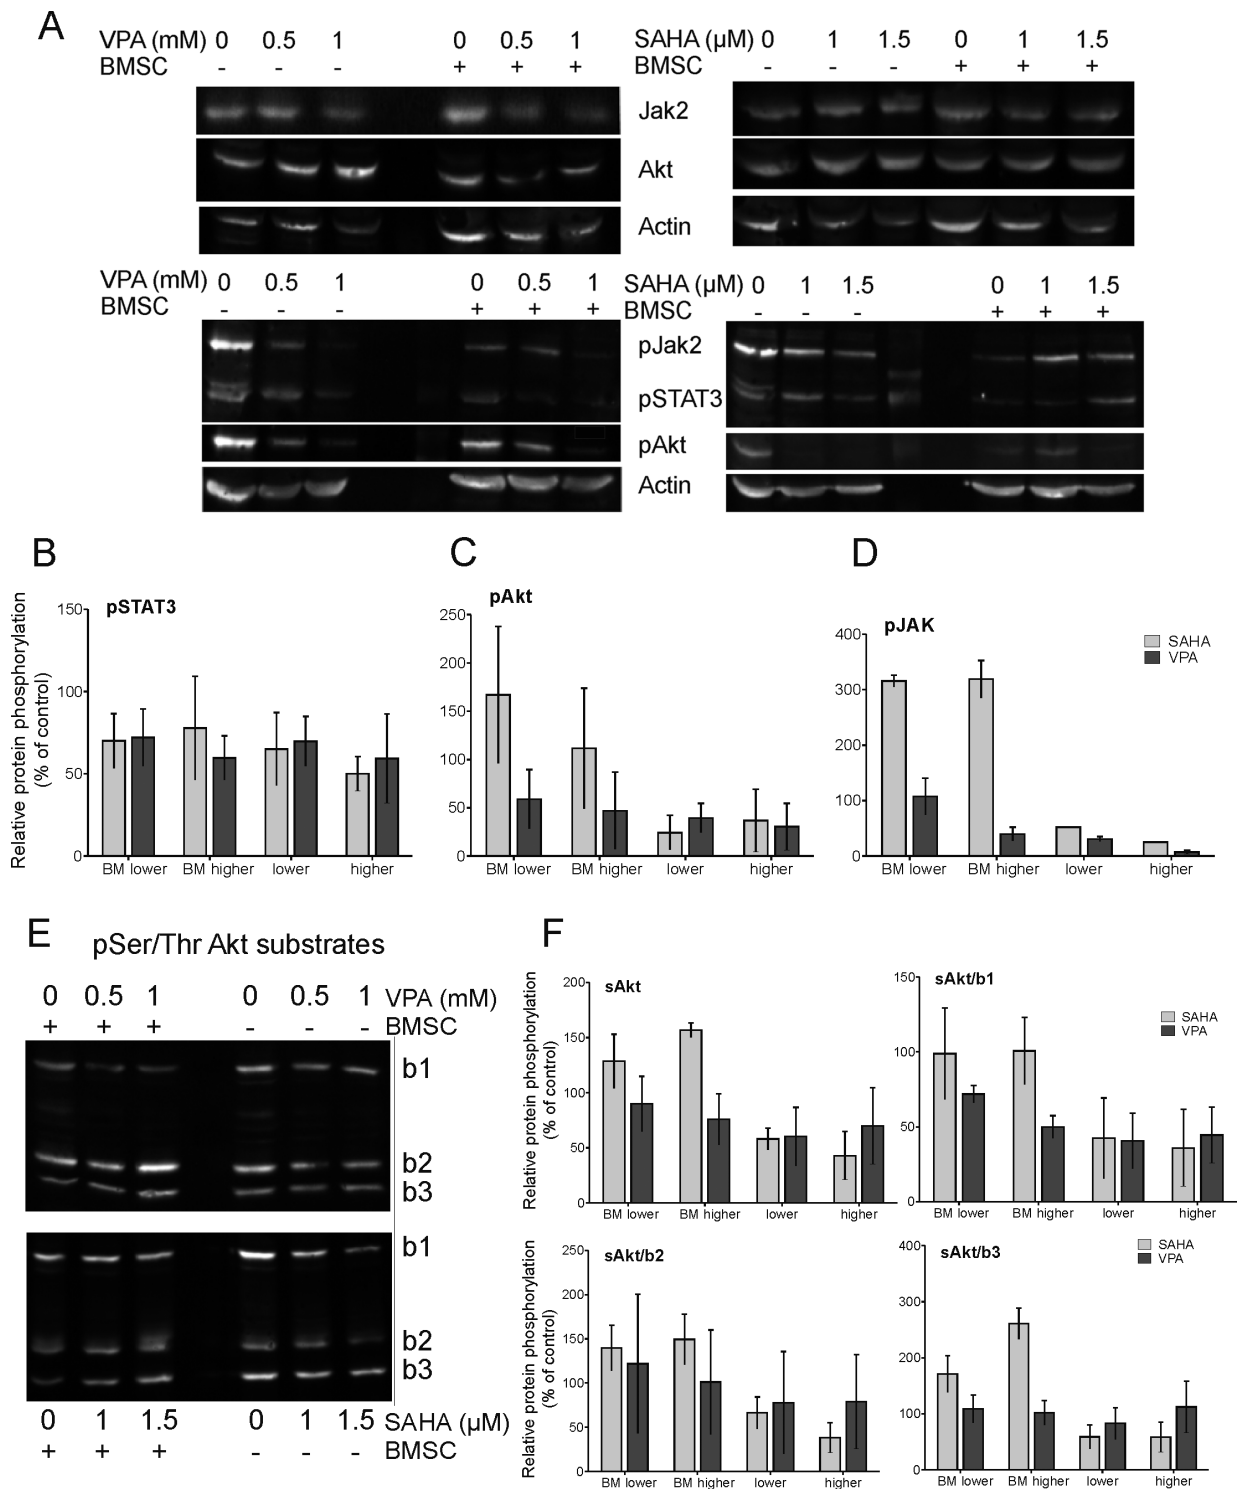 A
VPA (mM) 0 0.5 1 0 0.5 1
BMSC - - - + + +
SAHA (µM) 0 1 1.5 0 1 1.5
BMSC - - - + + +
Jak2
Akt
Actin
VPA (mM) 0 0.5 1 0 0.5 1
BMSC - - - + + +
SAHA (µM) 0 1 1.5 0 1 1.5
BMSC - - - + + +
pJak2
pSTAT3
pAkt
Actin
B
pSTAT3
Relative protein phosphorylation
(% of control)
150
100
50
0
BM lower BM higher lower higher
C
pAkt
250
200
150
100
50
0
BM lower BM higher lower higher
D
pJAK
400
300
200
100
0
BM lower BM higher lower higher
SAHA
VPA
E
pSer/Thr Akt substrates
0 0.5 1 0 0.5 1 VPA (mM)
+ + + - - - BMSC
b1
b2
b3
b1
b2
b3
0 1 1.5 0 1 1.5 SAHA (µM)
+ + + - - - BMSC
F
sAkt
Relative protein phosphorylation
(% of control)
200
150
100
50
0
BM lower BM higher lower higher
sAkt/b1
150
100
50
0
BM lower BM higher lower higher
SAHA
VPA
sAkt/b2
Relative protein phosphorylation
(% of control)
250
200
150
100
50
0
BM lower BM higher lower higher
sAkt/b3
400
300
200
100
0
BM lower BM higher lower higher
SAHA
VPA